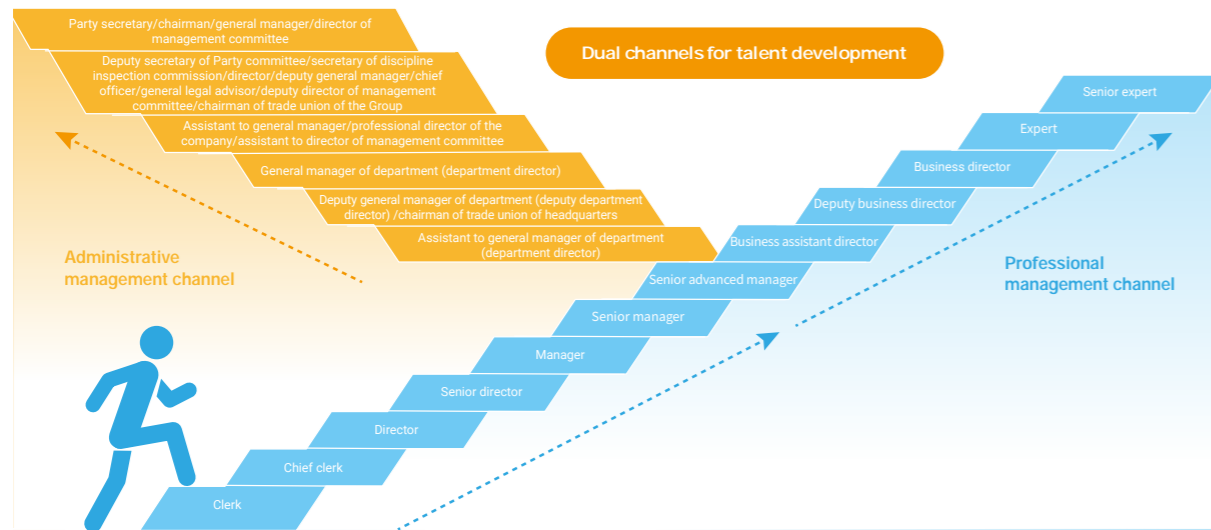 Dual channels for talent development
Party secretary/chairman/general manager/director of
management committee
Deputy secretary of Party committee/secretary of discipline
inspection commission/director/deputy general manager/chief
officer/general legal advisor/deputy director of management
committee/chairman of trade union of the Group
Assistant to general manager/professional director of the
company/assistant to director of management committee
General manager of department (department director)
Deputy general manager of department (deputy department
director) /chairman of trade union of headquarters
Assistant to general manager of department
(department director)
Administrative
management channel
Senior expert
Expert
Business director
Deputy business director
Business assistant director
Senior advanced manager
Senior manager
Manager
Senior director
Director
Chief clerk
Clerk
Professional
management channel